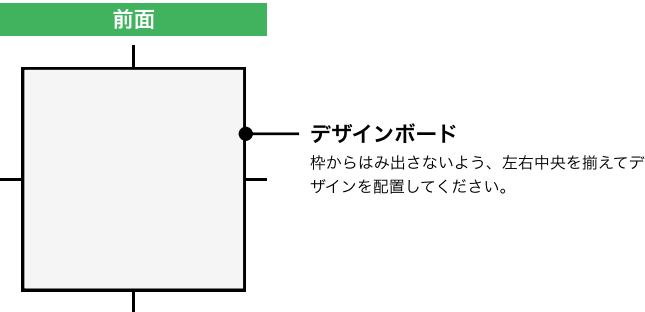 前面
デザインボード
枠からはみ出さないよう、左右中央を揃えてデ
ザインを配置してください。